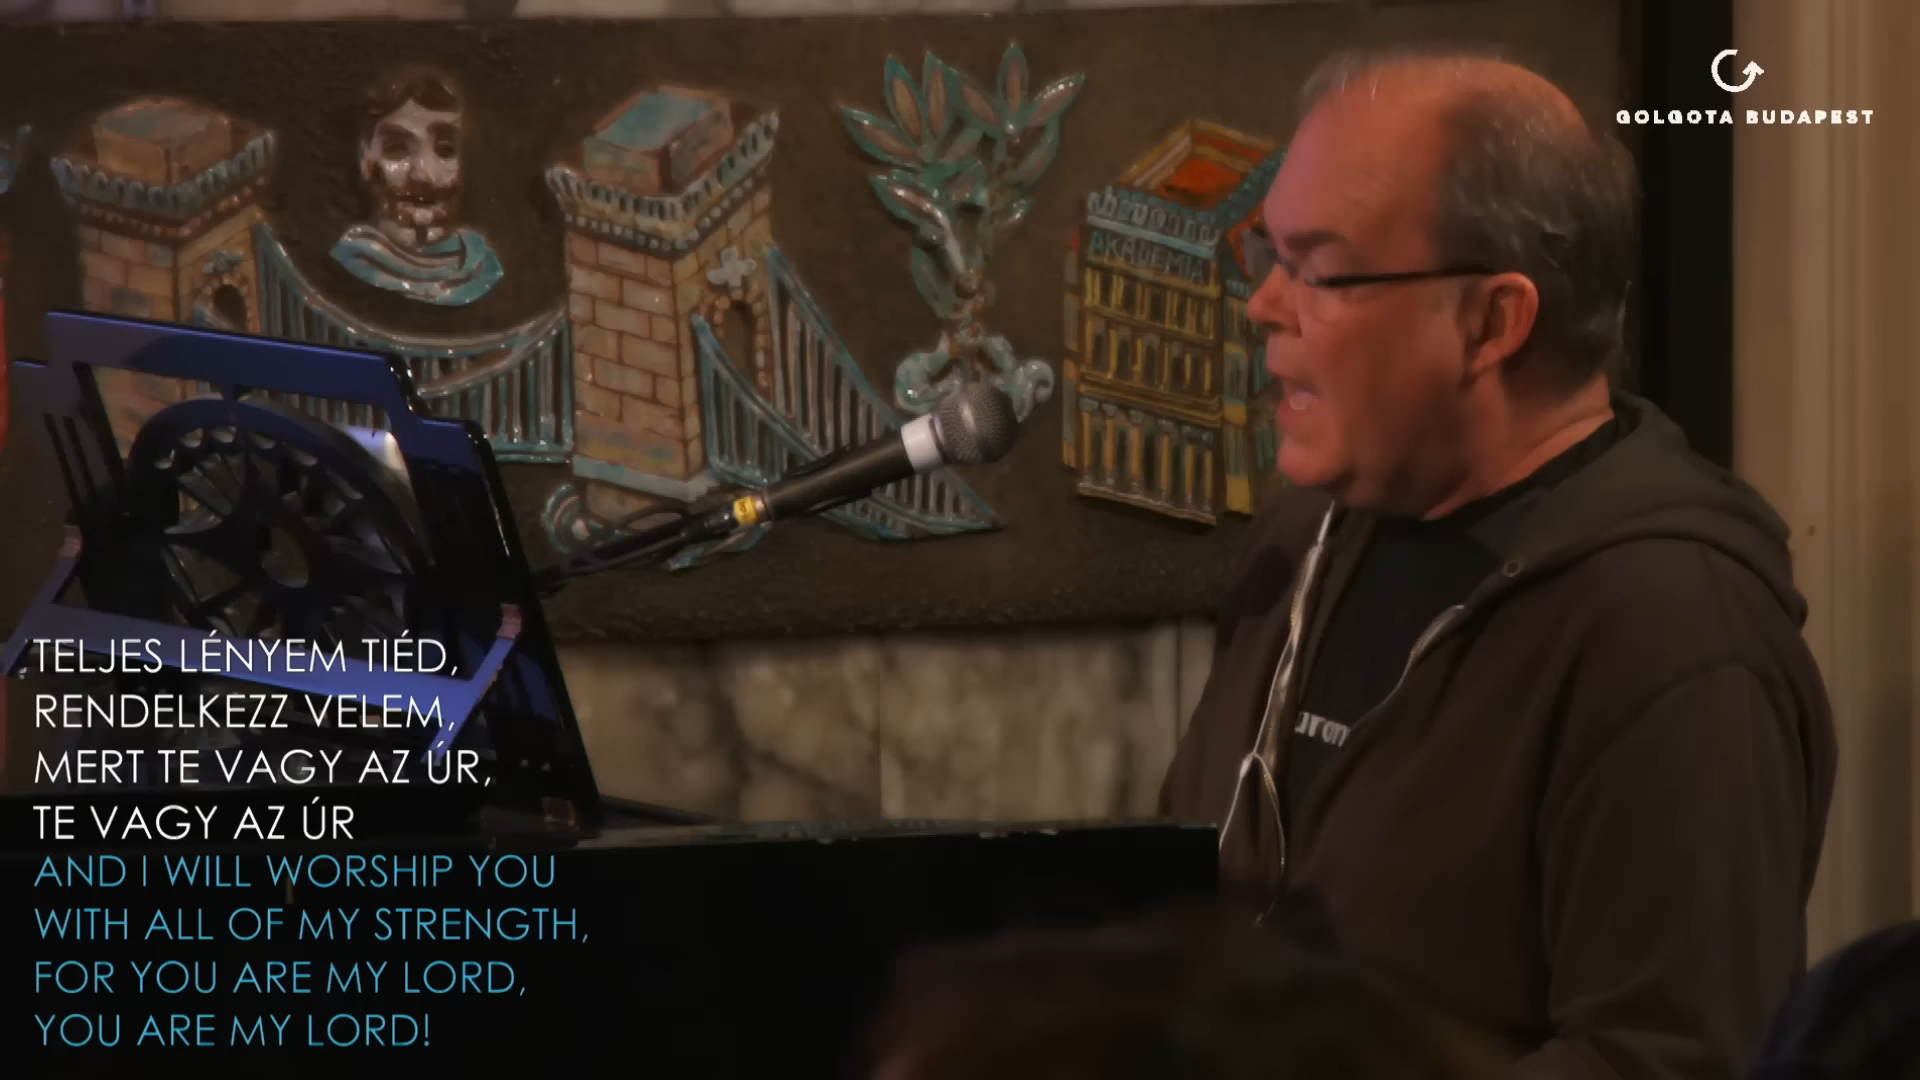 GOLGOTA BUDAPEST
AKADÉMIA
TELJES LÉNYEM TIÉD,
RENDELKEZZ VELEM,
MERT TE VAGY AZ ÚR,
TE VAGY AZ ÚR
AND I WILL WORSHIP YOU
WITH ALL OF MY STRENGTH,
FOR YOU ARE MY LORD,
YOU ARE MY LORD!